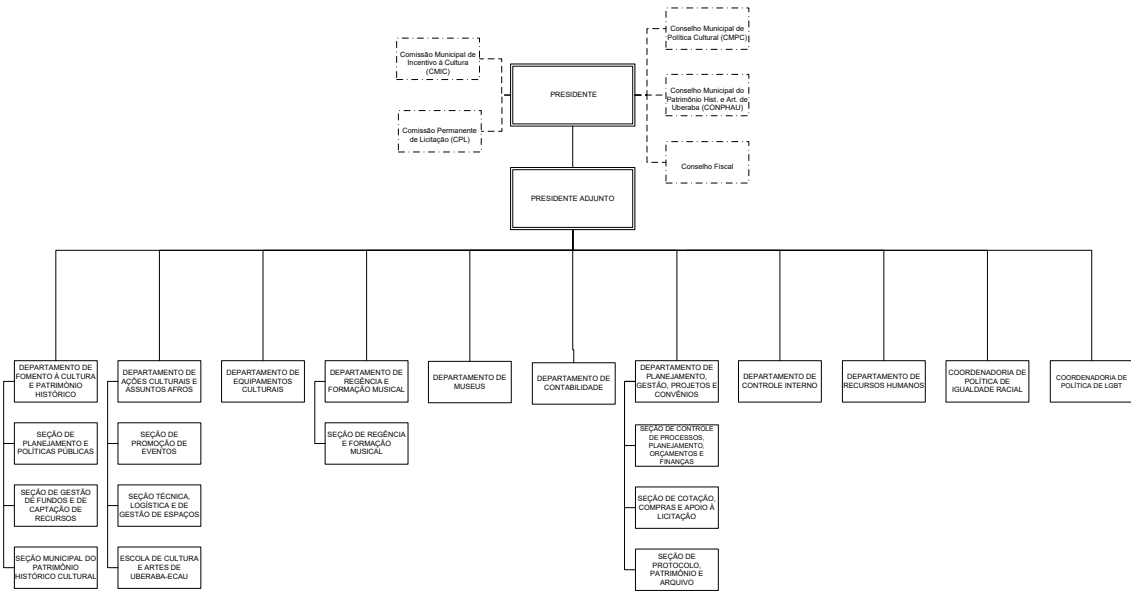 Conselho Municipal de
Política Cultural (CMPC)
Comissão Municipal de
Incentivo à Cultura
(CMIC)
PRESIDENTE
Conselho Municipal do
Patrimônio Hist. e Art. de
Uberaba (CONPHAU)
Comissão Permanente
de Licitação (CPL)
Conselho Fiscal
PRESIDENTE ADJUNTO
DEPARTAMENTO DE
FOMENTO À CULTURA
E PATRIMÔNIO
HISTÓRICO
DEPARTAMENTO DE
AÇÕES CULTURAIS E
ASSUNTOS AFROS
DEPARTAMENTO DE
EQUIPAMENTOS
CULTURAIS
DEPARTAMENTO DE
REGÊNCIA E
FORMAÇÃO MUSICAL
DEPARTAMENTO DE
MUSEUS
DEPARTAMENTO DE
CONTABILIDADE
DEPARTAMENTO DE
PLANEJAMENTO,
GESTÃO, PROJETOS E
CONVÊNIOS
DEPARTAMENTO DE
CONTROLE INTERNO
DEPARTAMENTO DE
RECURSOS HUMANOS
COORDENADORIA DE
POLÍTICA DE
IGUALDADE RACIAL
COORDENADORIA DE
POLÍTICA DE LGBT
SEÇÃO DE
PLANEJAMENTO E
POLÍTICAS PÚBLICAS
SEÇÃO DE
PROMOÇÃO DE
EVENTOS
SEÇÃO DE REGÊNCIA
E FORMAÇÃO
MUSICAL
SEÇÃO DE CONTROLE
DE PROCESSOS,
PLANEJAMENTO,
ORÇAMENTOS E
FINANÇAS
SEÇÃO DE GESTÃO
DE FUNDOS E DE
CAPTAÇÃO DE
RECURSOS
SEÇÃO TÉCNICA,
LOGÍSTICA E DE
GESTÃO DE ESPAÇOS
SEÇÃO DE COTAÇÃO,
COMPRAS E APOIO À
LICITAÇÃO
SEÇÃO MUNICIPAL DO
PATRIMÔNIO
HISTÓRICO CULTURAL
ESCOLA DE CULTURA
E ARTES DE
UBERABA-ECAU
SEÇÃO DE
PROTOCOLO,
PATRIMÔNIO E
ARQUIVO